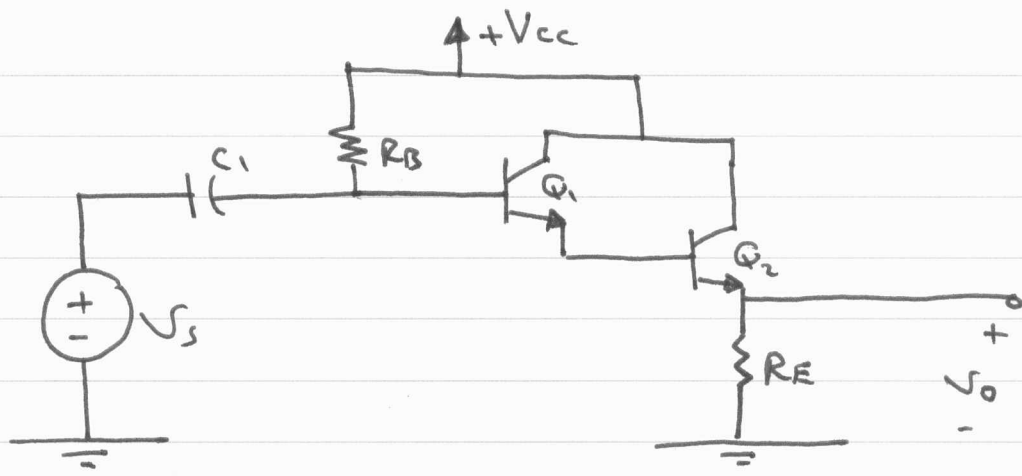 +Vcc
C1
RB
Q1
Q2
+
-
Vs
RE
+
Vo
-